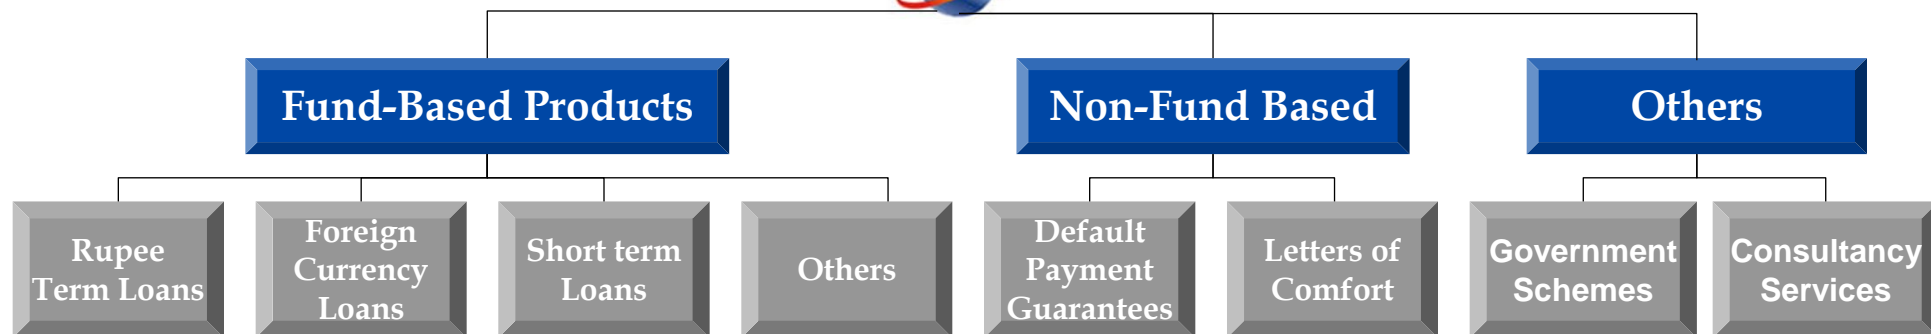 Fund-Based Products
Non-Fund Based
Others
Rupee
Term Loans
Foreign
Currency
Loans
Short term
Loans
Others
Default
Payment
Guarantees
Letters of
Comfort
Government
Schemes
Consultancy
Services